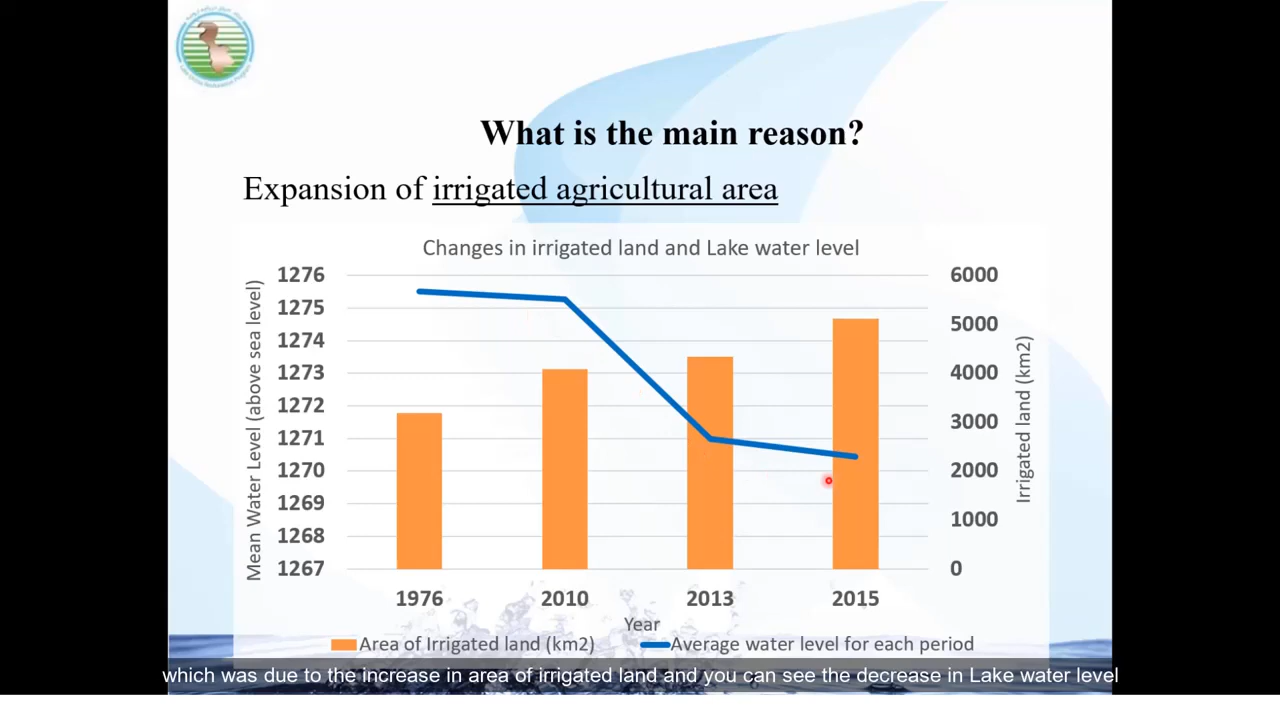 What is the main reason?
Expansion of irrigated agricultural area
Changes in irrigated land and Lake water level
Mean Water Level (above sea level)
1276
1275
1274
1273
1272
1271
1270
1269
1268
1267
6000
5000
4000
3000
2000
1000
0
Irrigated land (km2)
1976 2010 2013 2015
Year
Area of Irrigated land (km2) Average water level for each period
which was due to the increase in area of irrigated land and you can see the decrease in Lake water level